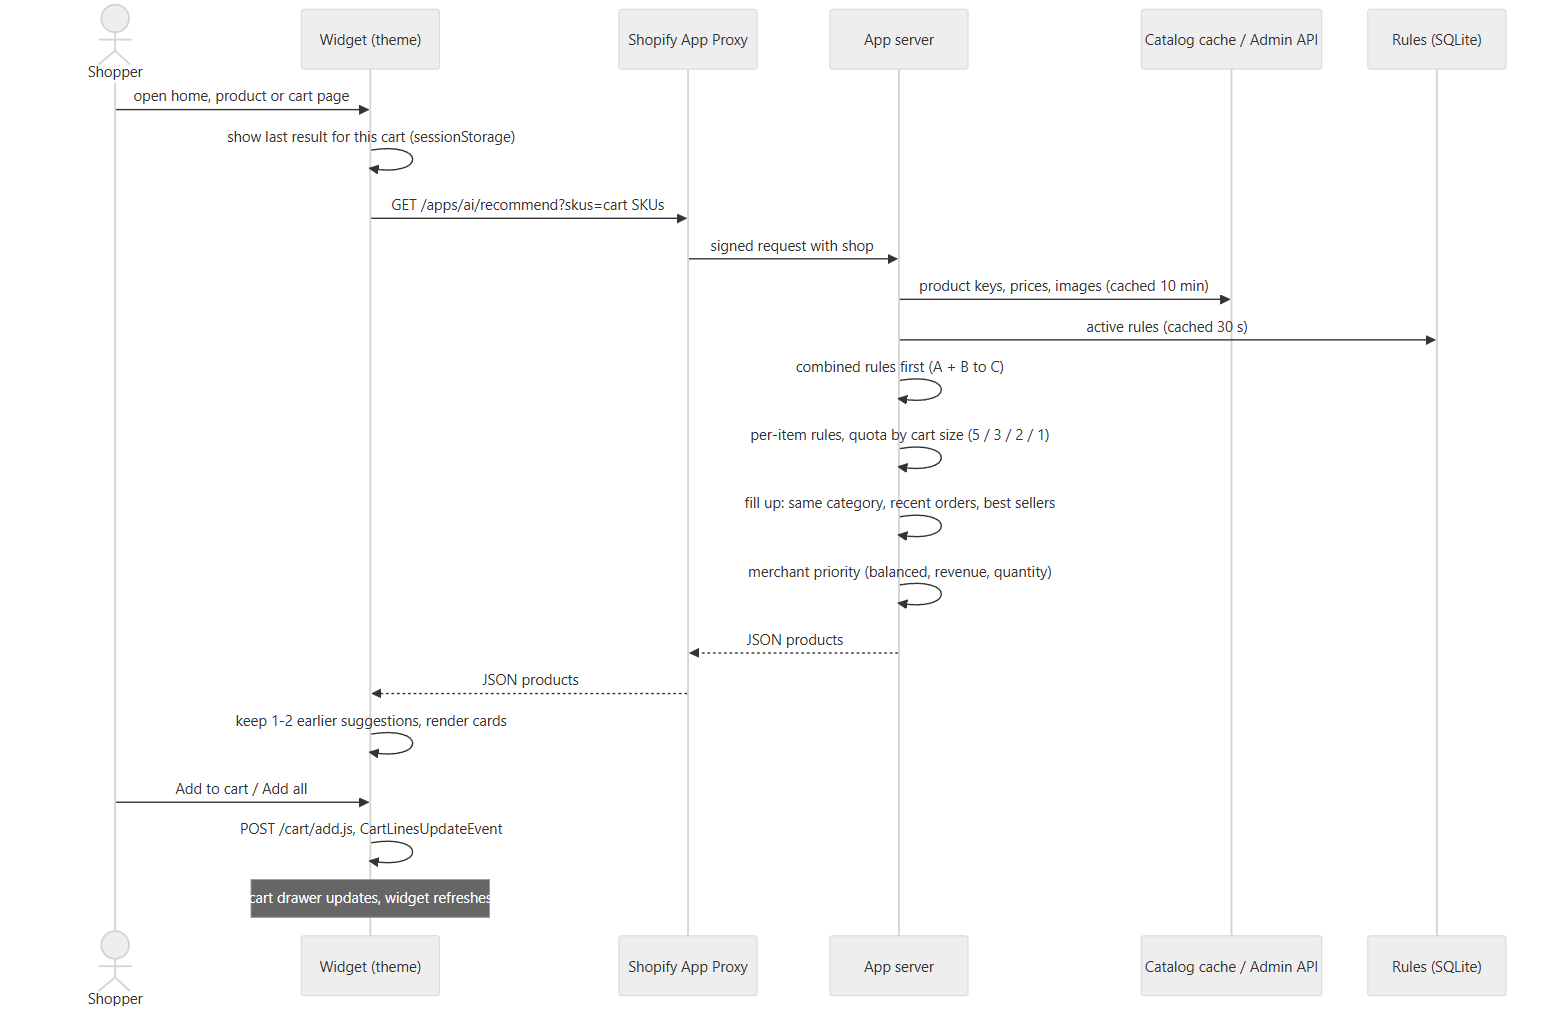 Shopper
Widget (theme)
Shopify App Proxy
App server
Catalog cache / Admin API
Rules (SQLite)
open home, product or cart page
show last result for this cart (sessionStorage)
GET /apps/ai/recommend?skus=cart SKUs
signed request with shop
product keys, prices, images (cached 10 min)
active rules (cached 30 s)
combined rules first (A + B to C)
per-item rules, quota by cart size (5 / 3 / 2 / 1)
fill up: same category, recent orders, best sellers
merchant priority (balanced, revenue, quantity)
JSON products
JSON products
keep 1-2 earlier suggestions, render cards
Add to cart / Add all
POST /cart/add.js, CartLinesUpdateEvent
cart drawer updates, widget refreshes
Shopper
Widget (theme)
Shopify App Proxy
App server
Catalog cache / Admin API
Rules (SQLite)